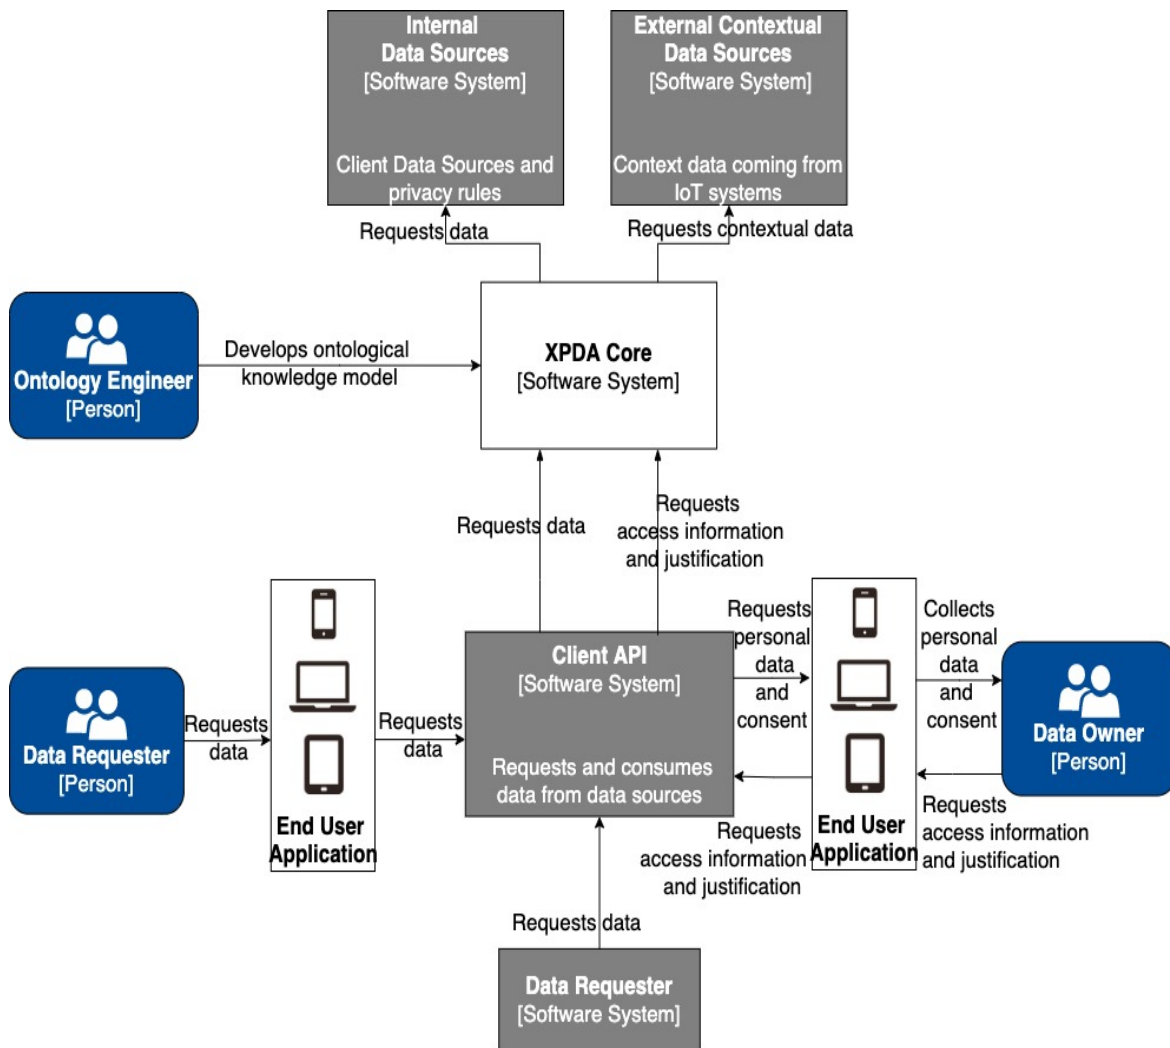 Internal
Data Sources
[Software System]
Client Data Sources and
privacy rules
External Contextual
Data Sources
[Software System]
Context data coming from
IoT systems
Requests data
Requests contextual data
Ontology Engineer
[Person]
Develops ontological
knowledge model
XPDA Core
[Software System]
Requests data
Requests
access information
and justification
Data Requester
[Person]
Requests
data
End User
Application
Requests
data
Client API
[Software System]
Requests and consumes
data from data sources
Requests
personal
data
and
consent
Requests
access information
and justification
End User
Application
Collects
personal
data
and
consent
Requests
access information
and justification
Data Owner
[Person]
Requests data
Data Requester
[Software System]